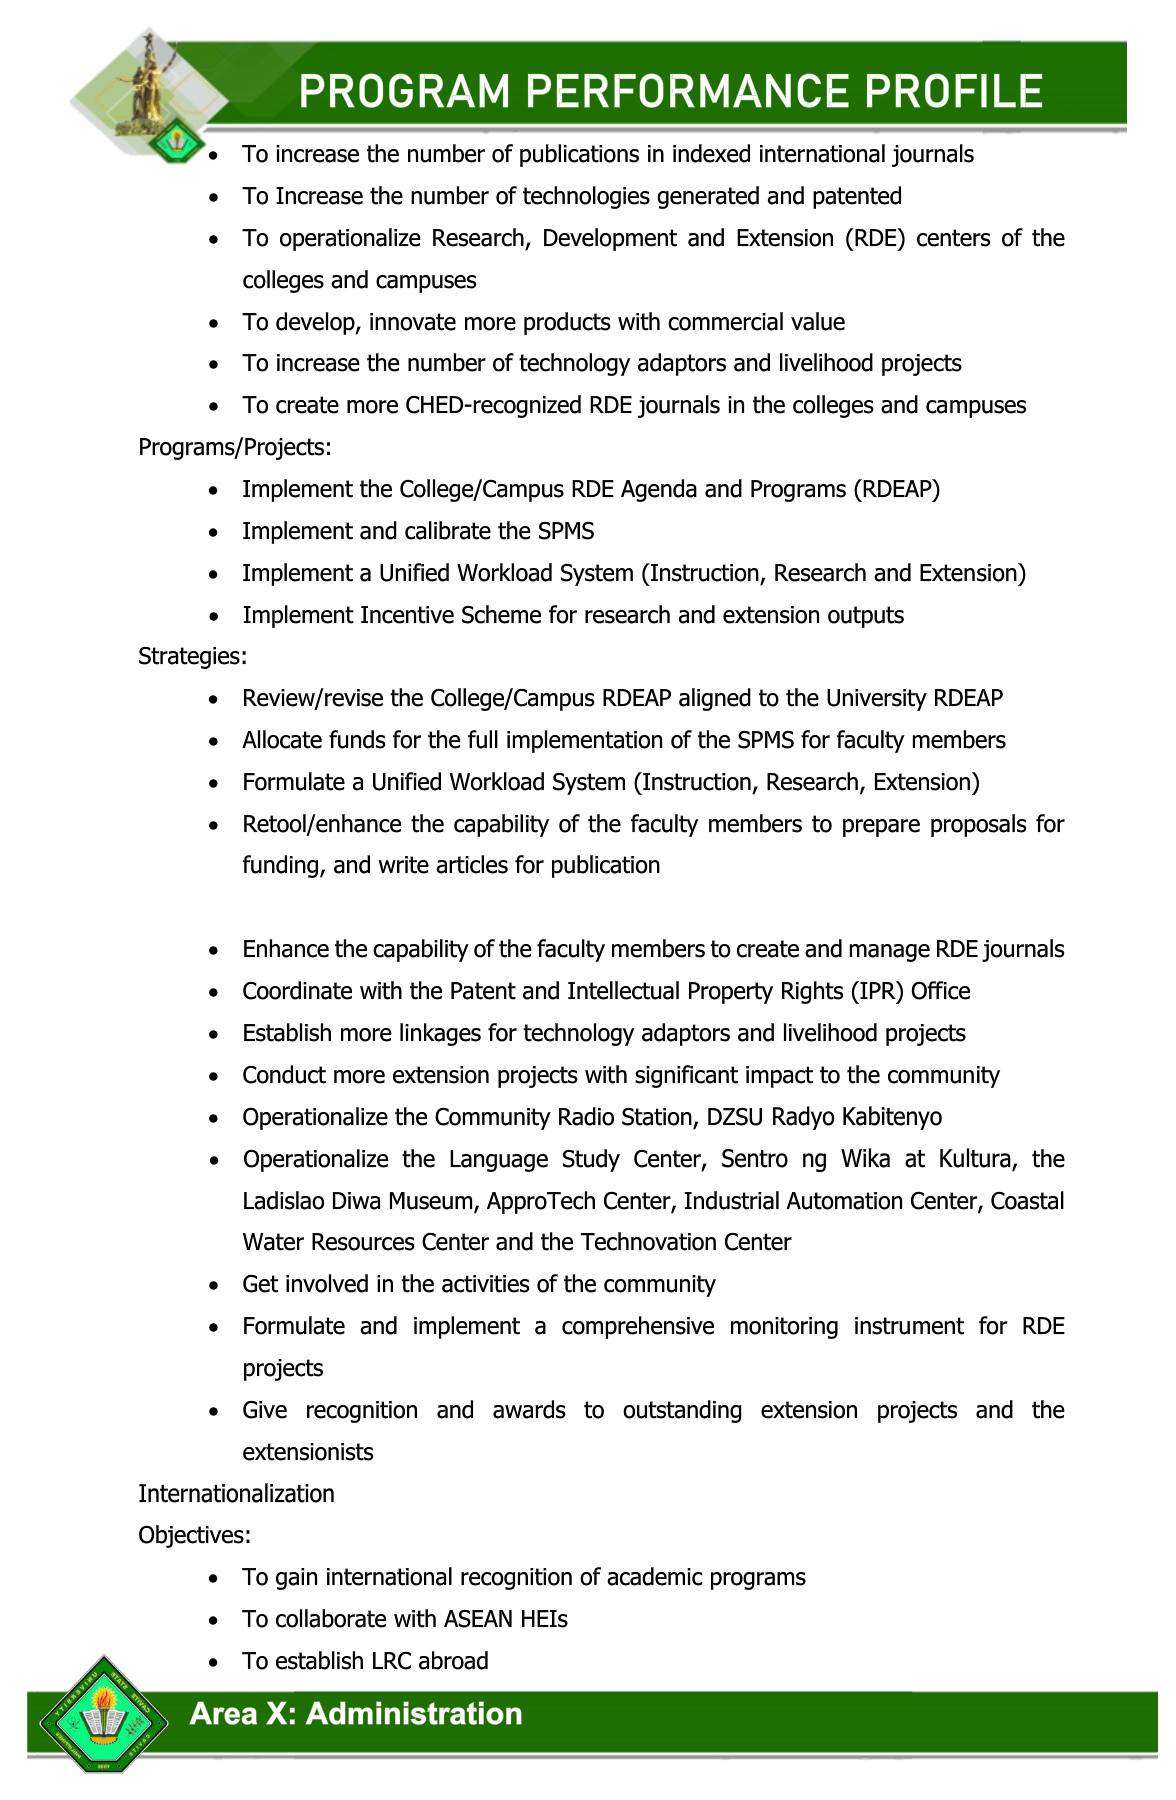 PROGRAM PERFORMANCE PROFILE
• To increase the number of publications in indexed international journals
• To Increase the number of technologies generated and patented
• To operationalize Research, Development and Extension (RDE) centers of the
colleges and campuses
• To develop, innovate more products with commercial value
• To increase the number of technology adaptors and livelihood projects
• To create more CHED-recognized RDE journals in the colleges and campuses
Programs/Projects:
• Implement the College/Campus RDE Agenda and Programs (RDEAP)
• Implement and calibrate the SPMS
• Implement a Unified Workload System (Instruction, Research and Extension)
• Implement Incentive Scheme for research and extension outputs
Strategies:
• Review/revise the College/Campus RDEAP aligned to the University RDEAP
• Allocate funds for the full implementation of the SPMS for faculty members
• Formulate a Unified Workload System (Instruction, Research, Extension)
• Retool/enhance the capability of the faculty members to prepare proposals for
funding, and write articles for publication
• Enhance the capability of the faculty members to create and manage RDE journals
• Coordinate with the Patent and Intellectual Property Rights (IPR) Office
• Establish more linkages for technology adaptors and livelihood projects
• Conduct more extension projects with significant impact to the community
• Operationalize the Community Radio Station, DZSU Radyo Kabitenyo
• Operationalize the Language Study Center, Sentro ng Wika at Kultura, the
Ladislao Diwa Museum, ApproTech Center, Industrial Automation Center, Coastal
Water Resources Center and the Technovation Center
• Get involved in the activities of the community
• Formulate and implement a comprehensive monitoring instrument for RDE
projects
• Give recognition and awards to outstanding extension projects and the
extensionists
Internationalization
Objectives:
• To gain international recognition of academic programs
• To collaborate with ASEAN HEIs
• To establish LRC abroad
CAVITE STATE UNIVERSITY
CAVITE
PHILIPPINES
1906
Area X: Administration